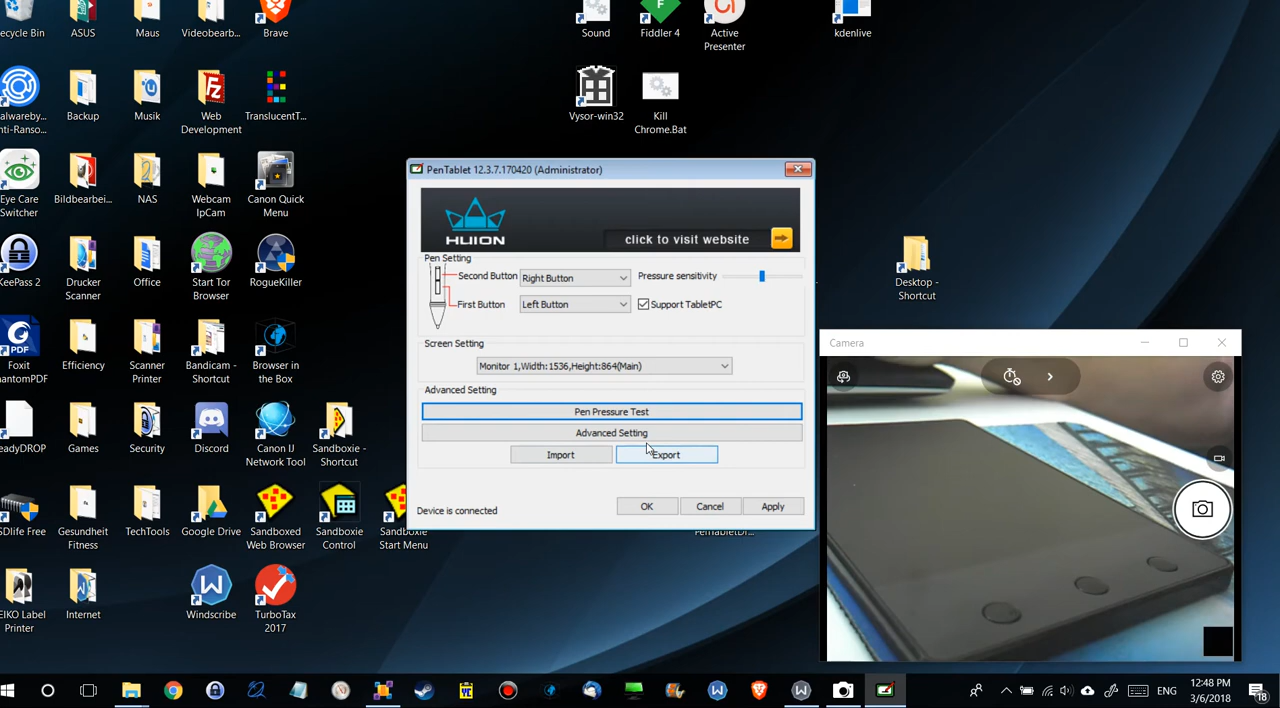 ecycle Bin
ASUS
Maus
Videobearb...
Brave
Sound
Fiddler 4
Active
Presenter
kdenlive
alwareby...
nti-Ranso...
Backup
Musik
Web
Development
TranslucentT...
Vysor-win32
Kill
Chrome.Bat
Eye Care
Switcher
Bildbearbei...
NAS
Webcam
IpCam
Canon Quick
Menu
KeePass 2
Drucker
Scanner
Office
Start Tor
Browser
RogueKiller
Desktop -
Shortcut
PDF
Foxit
hantomPDF
Efficiency
Scanner
Printer
Bandicam -
Shortcut
Browser in
the Box
eadyDROP
Games
Security
Discord
Canon IJ
Network Tool
Sandboxie -
Shortcut
SDlife Free
Gesundheit
Fitness
TechTools
Google Drive
Sandboxed
Web Browser
Sandboxie
Control
Sandboxie
Start Menu
EIKO Label
Printer
Internet
Windscribe
TurboTax
2017
PenTablet 12.3.7.170420 (Administrator)
HUION
click to visit website
Pen Setting
Second Button
Right Button
Pressure sensitivity
First Button
Left Button
Support TabletPC
Screen Setting
Monitor 1,Width:1536,Height:864(Main)
Advanced Setting
Pen Pressure Test
Advanced Setting
Import
Export
Device is connected
OK
Cancel
Apply
PenTabletDr...
Camera
ENG
12:48 PM
3/6/2018
18